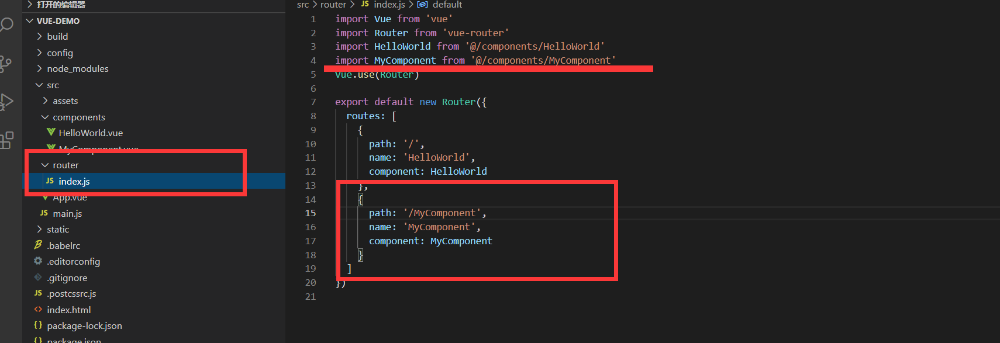 打开的编辑器
VUE-DEMO
build
config
node_modules
src
assets
components
HelloWorld.vue
MyComponent.vue
router
JS index.js
App.vue
JS main.js
static
.babelrc
.editorconfig
.gitignore
JS .postcssrc.js
<> index.html
{} package-lock.json
{} package.json
src > router > JS index.js > default
1 import Vue from 'vue'
2 import Router from 'vue-router'
3 import HelloWorld from '@/components/HelloWorld'
4 import MyComponent from '@/components/MyComponent'
5 Vue.use(Router)
6
7 export default new Router({
8 routes: [
9 {
10 path: '/',
11 name: 'HelloWorld',
12 component: HelloWorld
13 },
14 {
15 path: '/MyComponent',
16 name: 'MyComponent',
17 component: MyComponent
18 }
19 ]
20 })
21